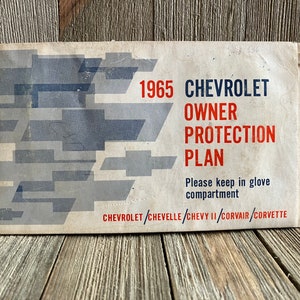 1965 CHEVROLET
OWNER
PROTECTION
PLAN
Please keep in glove
compartment
CHEVROLET/CHEVELLE/CHEVY II/CORVAIR/CORVETTE